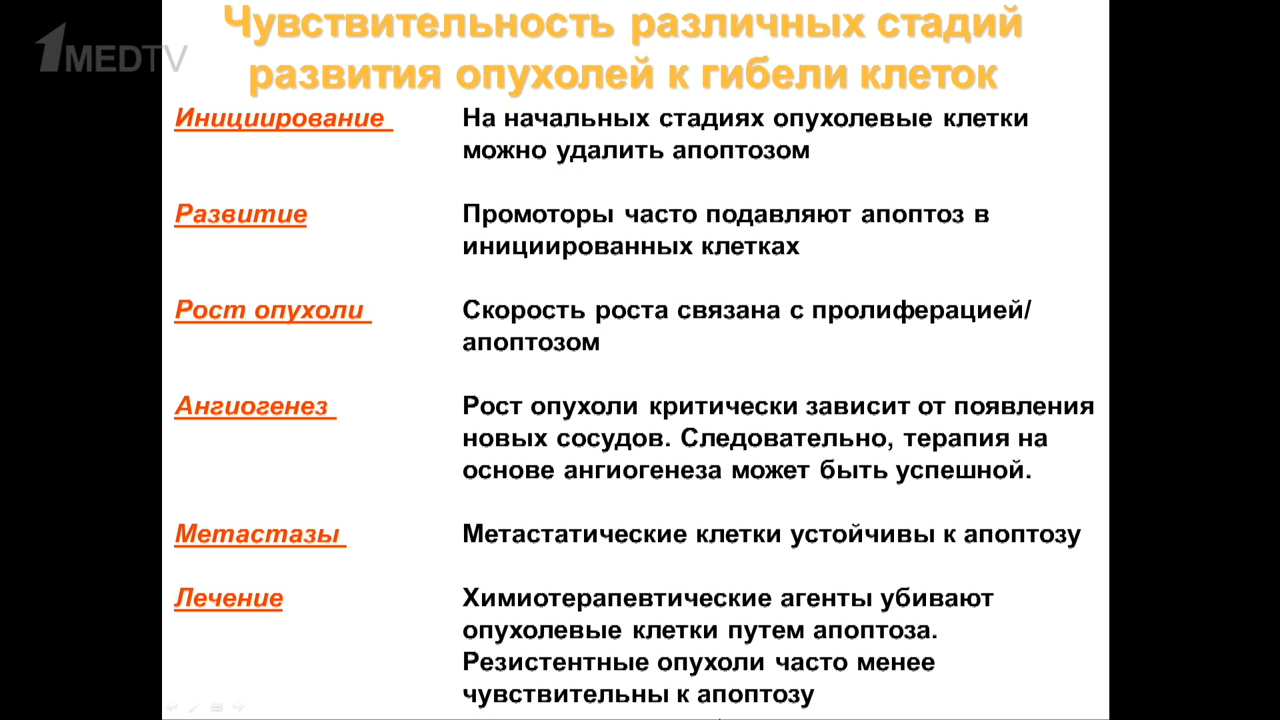 1MEDTV
Чувствительность различных стадий
развития опухолей к гибели клеток
Инициирование
На начальных стадиях опухолевые клетки
можно удалить апоптозом
Развитие
Промоторы часто подавляют апоптоз в
инициированных клетках
Рост опухоли
Скорость роста связана с пролиферацией/
апоптозом
Ангиогенез
Рост опухоли критически зависит от появления
новых сосудов. Следовательно, терапия на
основе ангиогенеза может быть успешной.
Метастазы
Метастатические клетки устойчивы к апоптозу
Лечение
Химиотерапевтические агенты убивают
опухолевые клетки путем апоптоза.
Резистентные опухоли часто менее
чувствительны к апоптозу